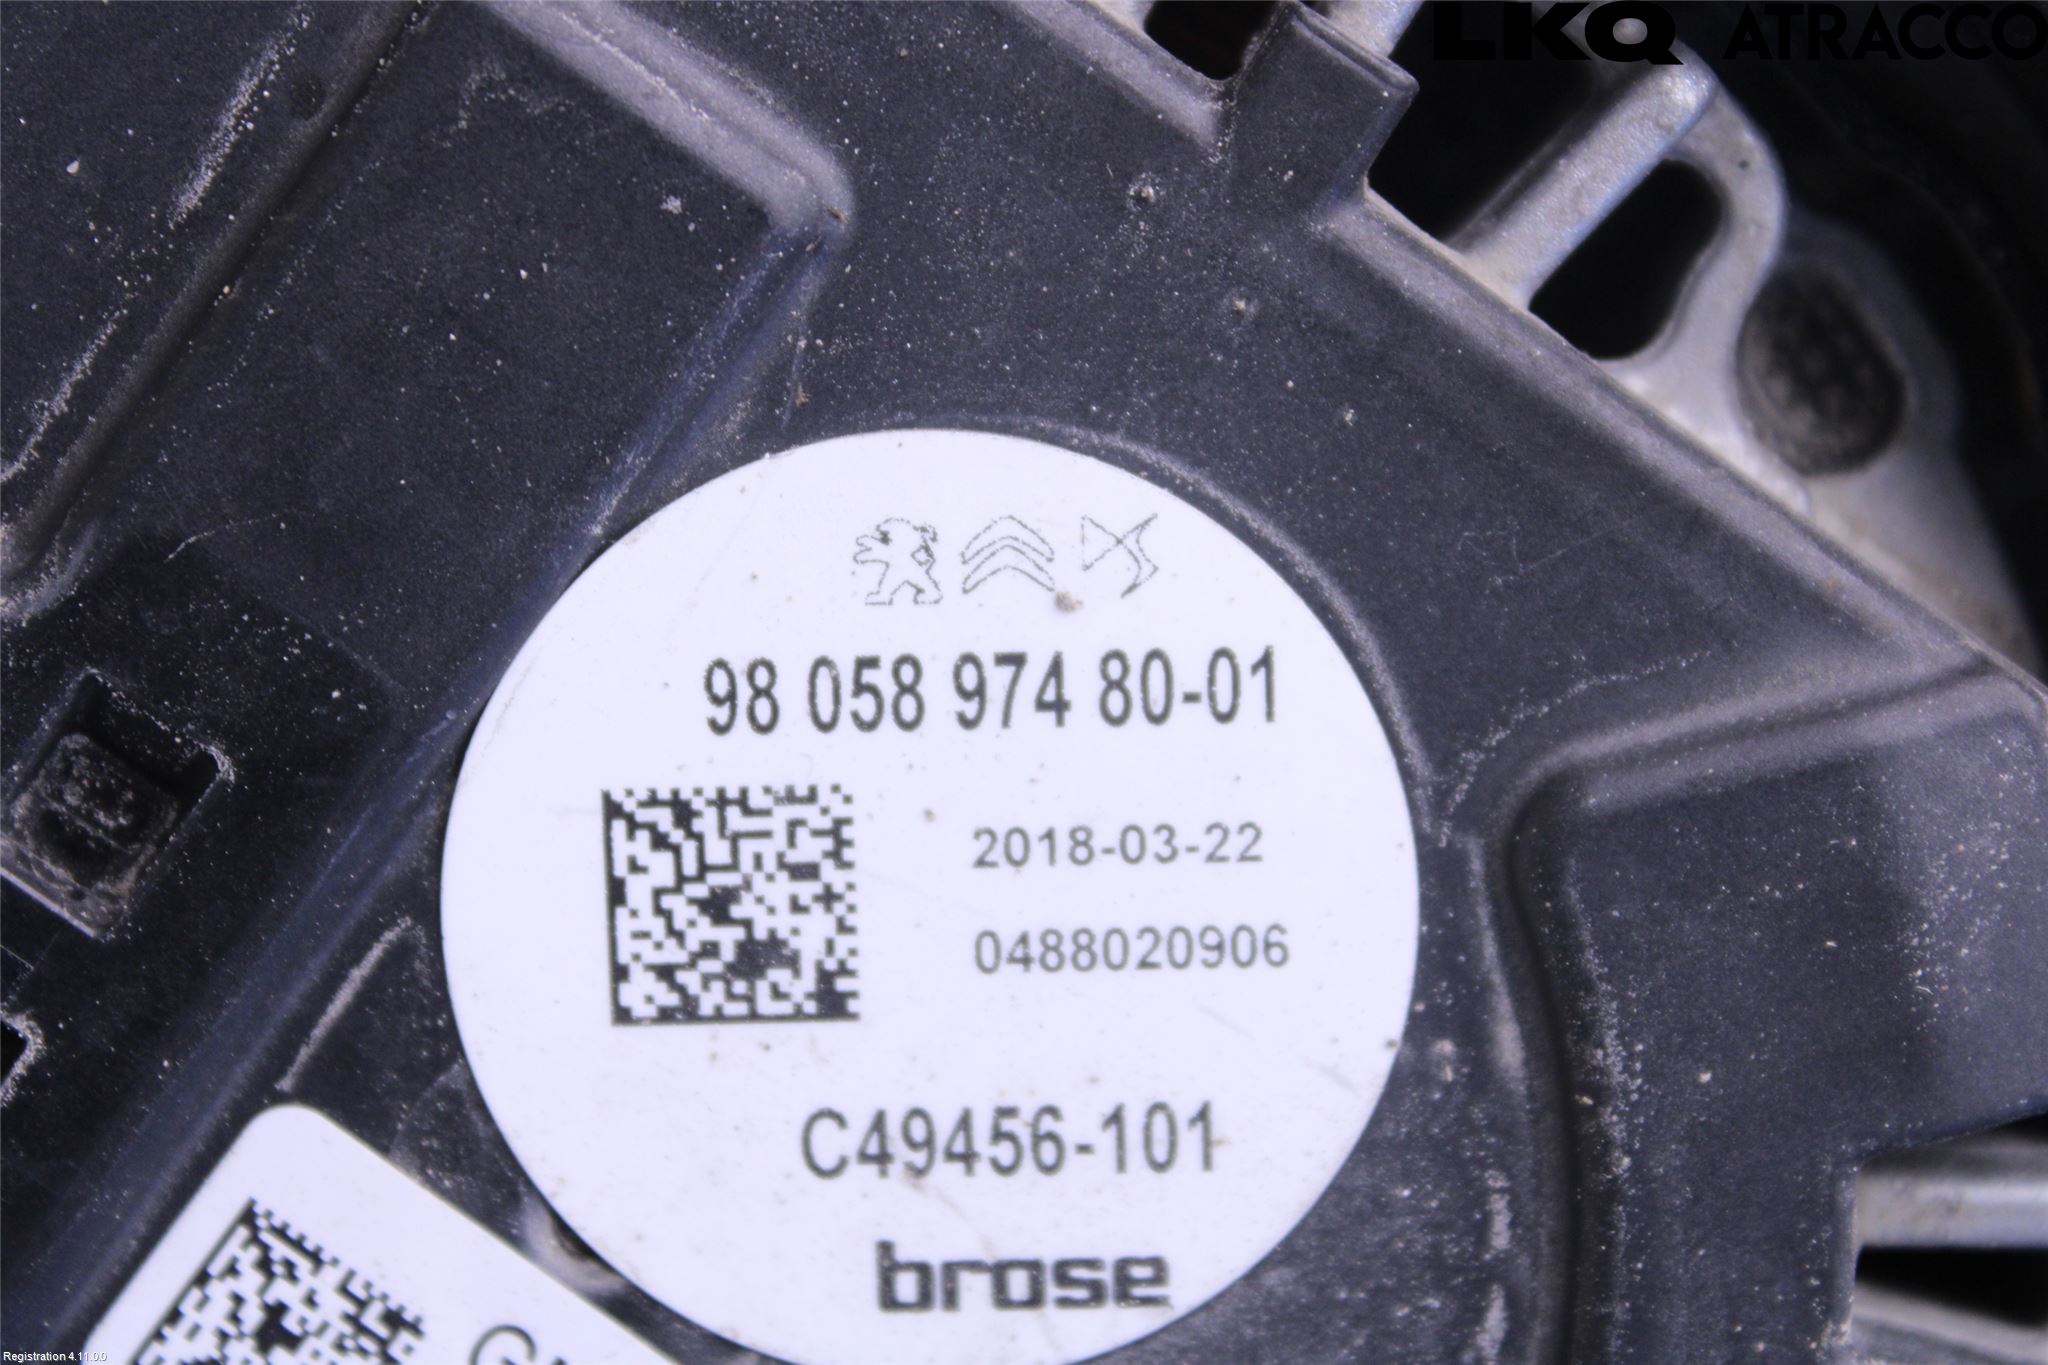 LKQ ATRACCO
98 058 974 80-01
2018-03-22
0488020906
C49456-101
brose
Registration 4.11.0.0